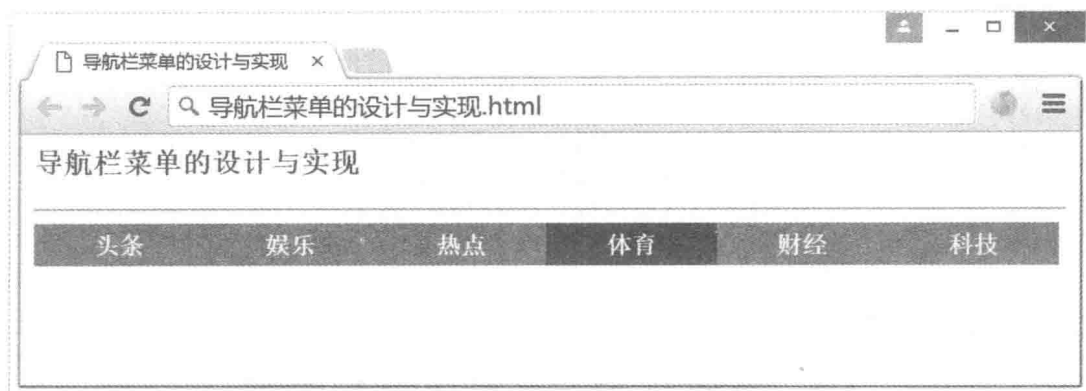 导航栏菜单的设计与实现 ×
导航栏菜单的设计与实现.html
导航栏菜单的设计与实现
头条 娱乐 热点 体育 财经 科技